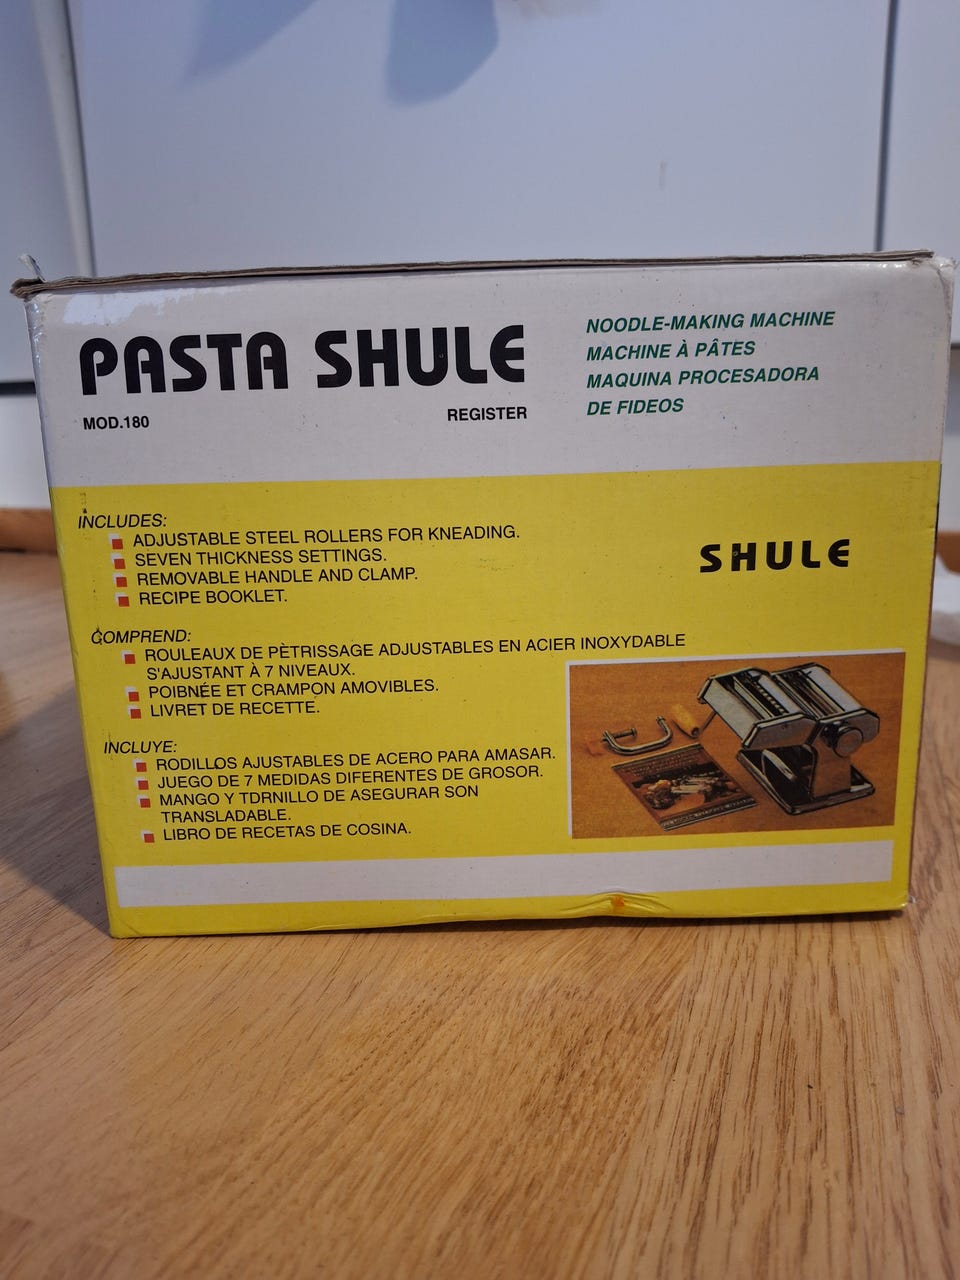 PASTA SHULE
MOD.180
REGISTER
NOODLE-MAKING MACHINE
MACHINE À PÂTES
MAQUINA PROCESADORA
DE FIDEOS
INCLUDES:
ADJUSTABLE STEEL ROLLERS FOR KNEADING.
SEVEN THICKNESS SETTINGS.
REMOVABLE HANDLE AND CLAMP.
RECIPE BOOKLET.
SHULE
COMPREND:
ROULEAUX DE PÈTRISSAGE ADJUSTABLES EN ACIER INOXYDABLE
S'AJUSTANT À 7 NIVEAUX.
POIBNÉE ET CRAMPON AMOVIBLES.
LIVRET DE RECETTE.
INCLUYE:
RODILLOS AJUSTABLES DE ACERO PARA AMASAR.
JUEGO DE 7 MEDIDAS DIFERENTES DE GROSOR.
MANGO Y TDRNILLO DE ASEGURAR SON
TRANSLADABLE.
LIBRO DE RECETAS DE COSINA.